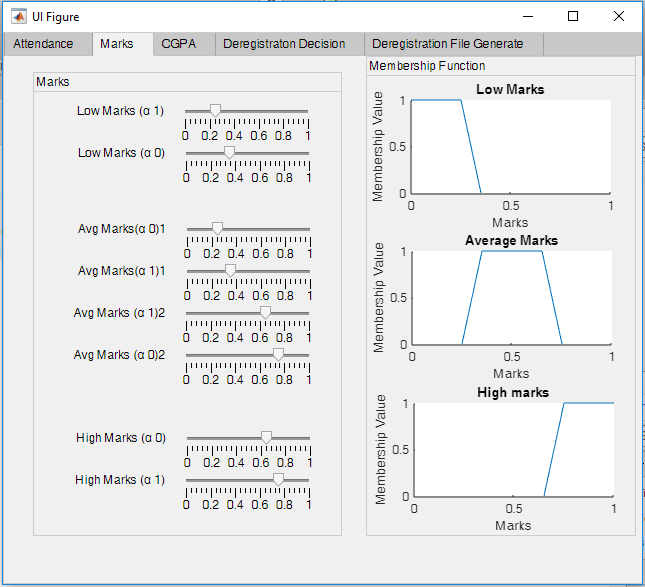 UI Figure
Attendance Marks CGPA Deregistraton Decision Deregistration File Generate
Marks
Low Marks (α 1)
0 0.2 0.4 0.6 0.8 1
Low Marks (α 0)
0 0.2 0.4 0.6 0.8 1
Avg Marks(α 0)1
0 0.2 0.4 0.6 0.8 1
Avg Marks(α 1)1
0 0.2 0.4 0.6 0.8 1
Avg Marks (α 1)2
0 0.2 0.4 0.6 0.8 1
Avg Marks (α 0)2
0 0.2 0.4 0.6 0.8 1
High Marks (α 0)
0 0.2 0.4 0.6 0.8 1
High Marks (α 1)
0 0.2 0.4 0.6 0.8 1
Membership Function
Low Marks
Membership Value
1
0.5
0
0 0.5 1
Marks
Average Marks
Membership Value
1
0.5
0
0 0.5 1
Marks
High marks
Membership Value
1
0.5
0
0 0.5 1
Marks